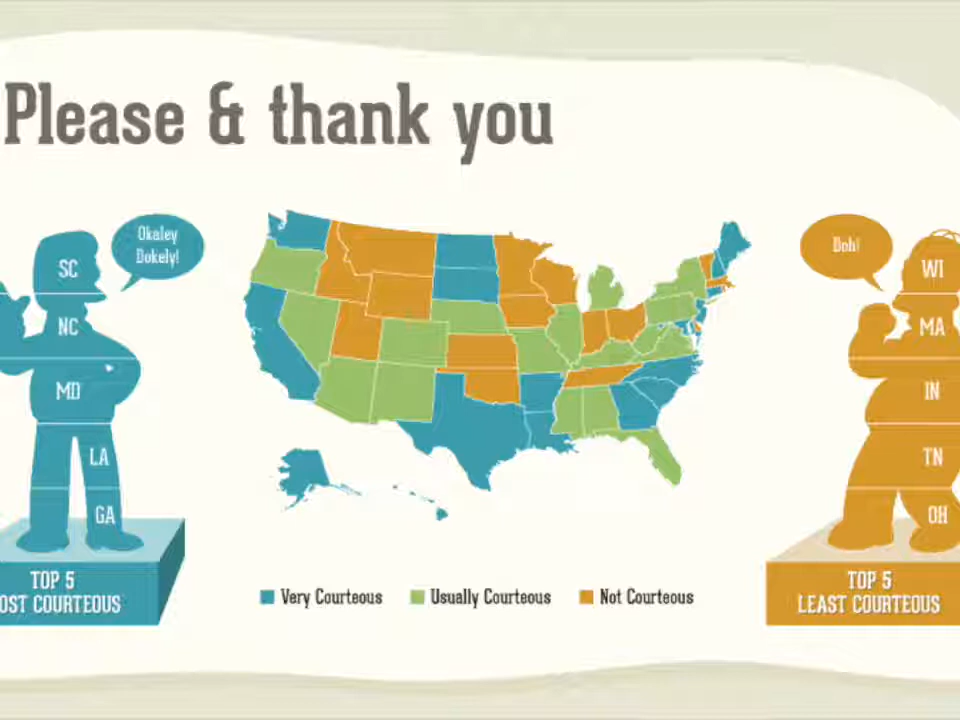 Please & thank you
Okaley
Dokely!
SC
NC
MD
LA
GA
TOP 5
OST COURTEOUS
Very Courteous
Usually Courteous
Not Courteous
Doh!
WI
MA
IN
TN
OH
TOP 5
LEAST COURTEOUS